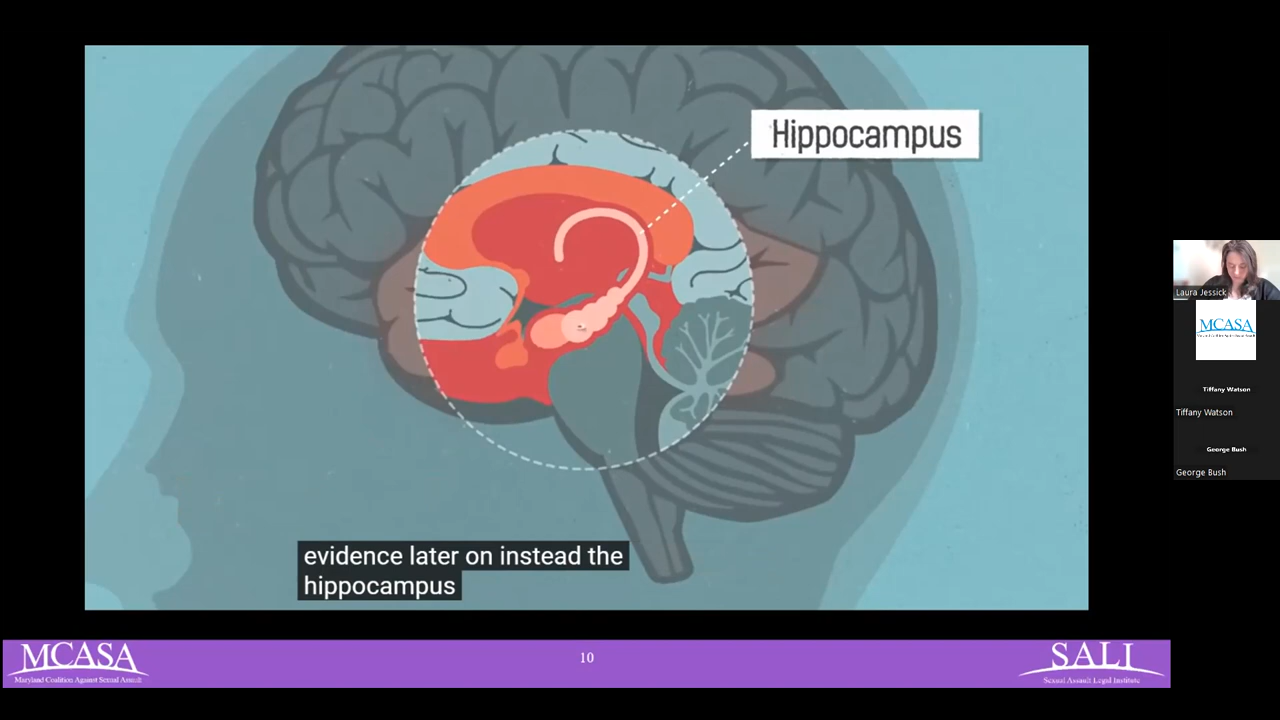 Hippocampus
evidence later on instead the
hippocampus
MCASA
Maryland Coalition Against Sexual Assault
10
SALI
Sexual Assault Legal Institute
Laura Jessick
MCASA
Tiffany Watson
Tiffany Watson
George Bush
George Bush